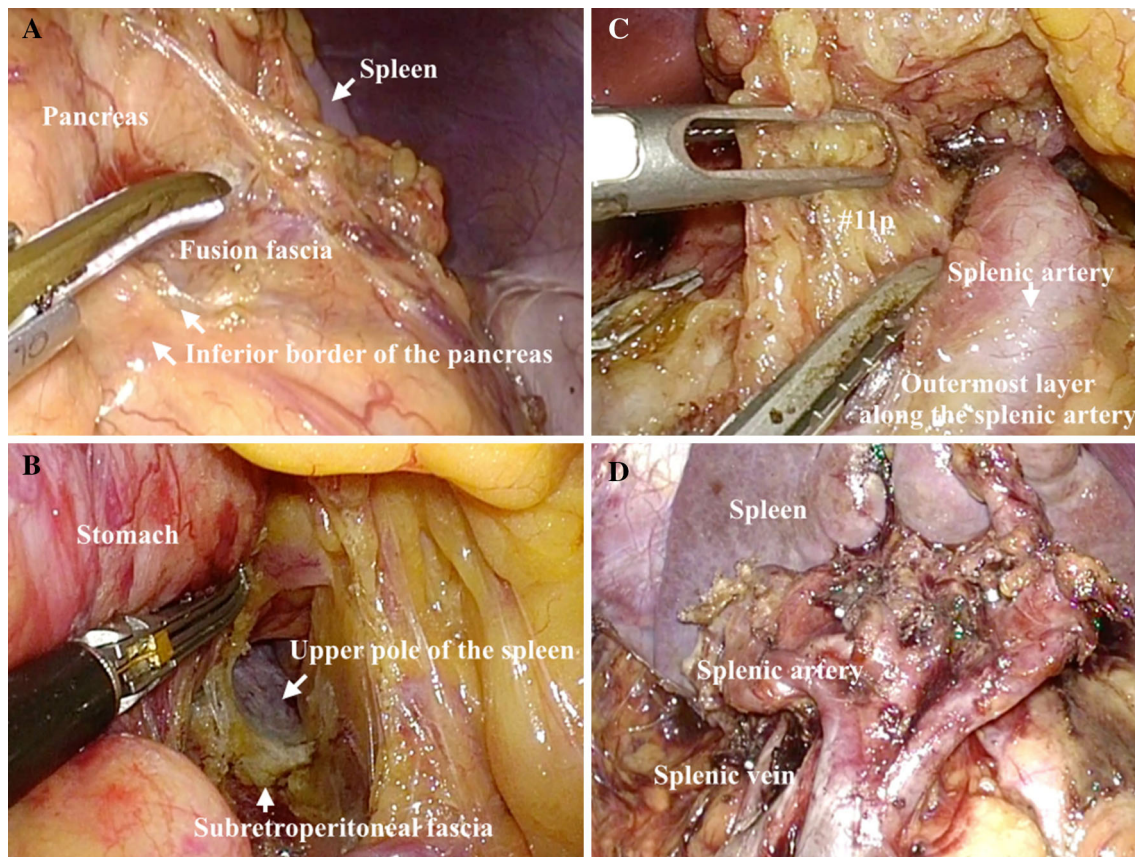 A
Spleen
Pancreas
Fusion fascia
Inferior border of the pancreas
B
Stomach
Upper pole of the spleen
Subretroperitoneal fascia
C
#11p
Splenic artery
Outermost layer
along the splenic artery
D
Spleen
Splenic artery
Splenic vein